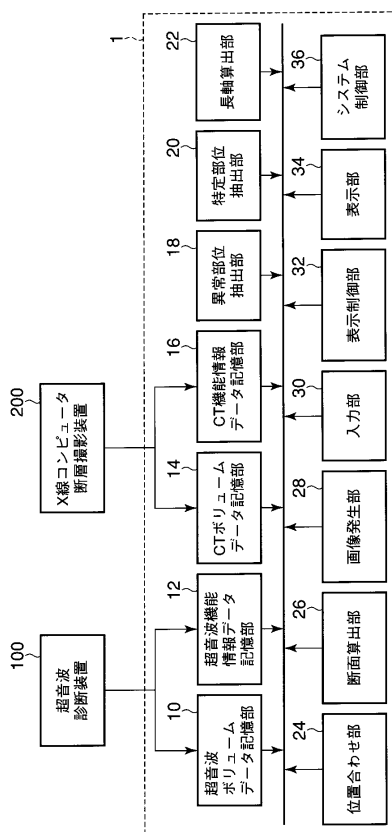 100
超音波
診断装置
200
X線コンピュータ
断層撮影装置
1
10
超音波
ボリューム
データ記憶部
12
超音波機能
情報データ
記憶部
14
CTボリューム
データ記憶部
16
CT機能情報
データ記憶部
18
異常部位
抽出部
20
特定部位
抽出部
22
長軸算出部
24
位置合わせ部
26
断面算出部
28
画像発生部
30
入力部
32
表示制御部
34
表示部
36
システム
制御部